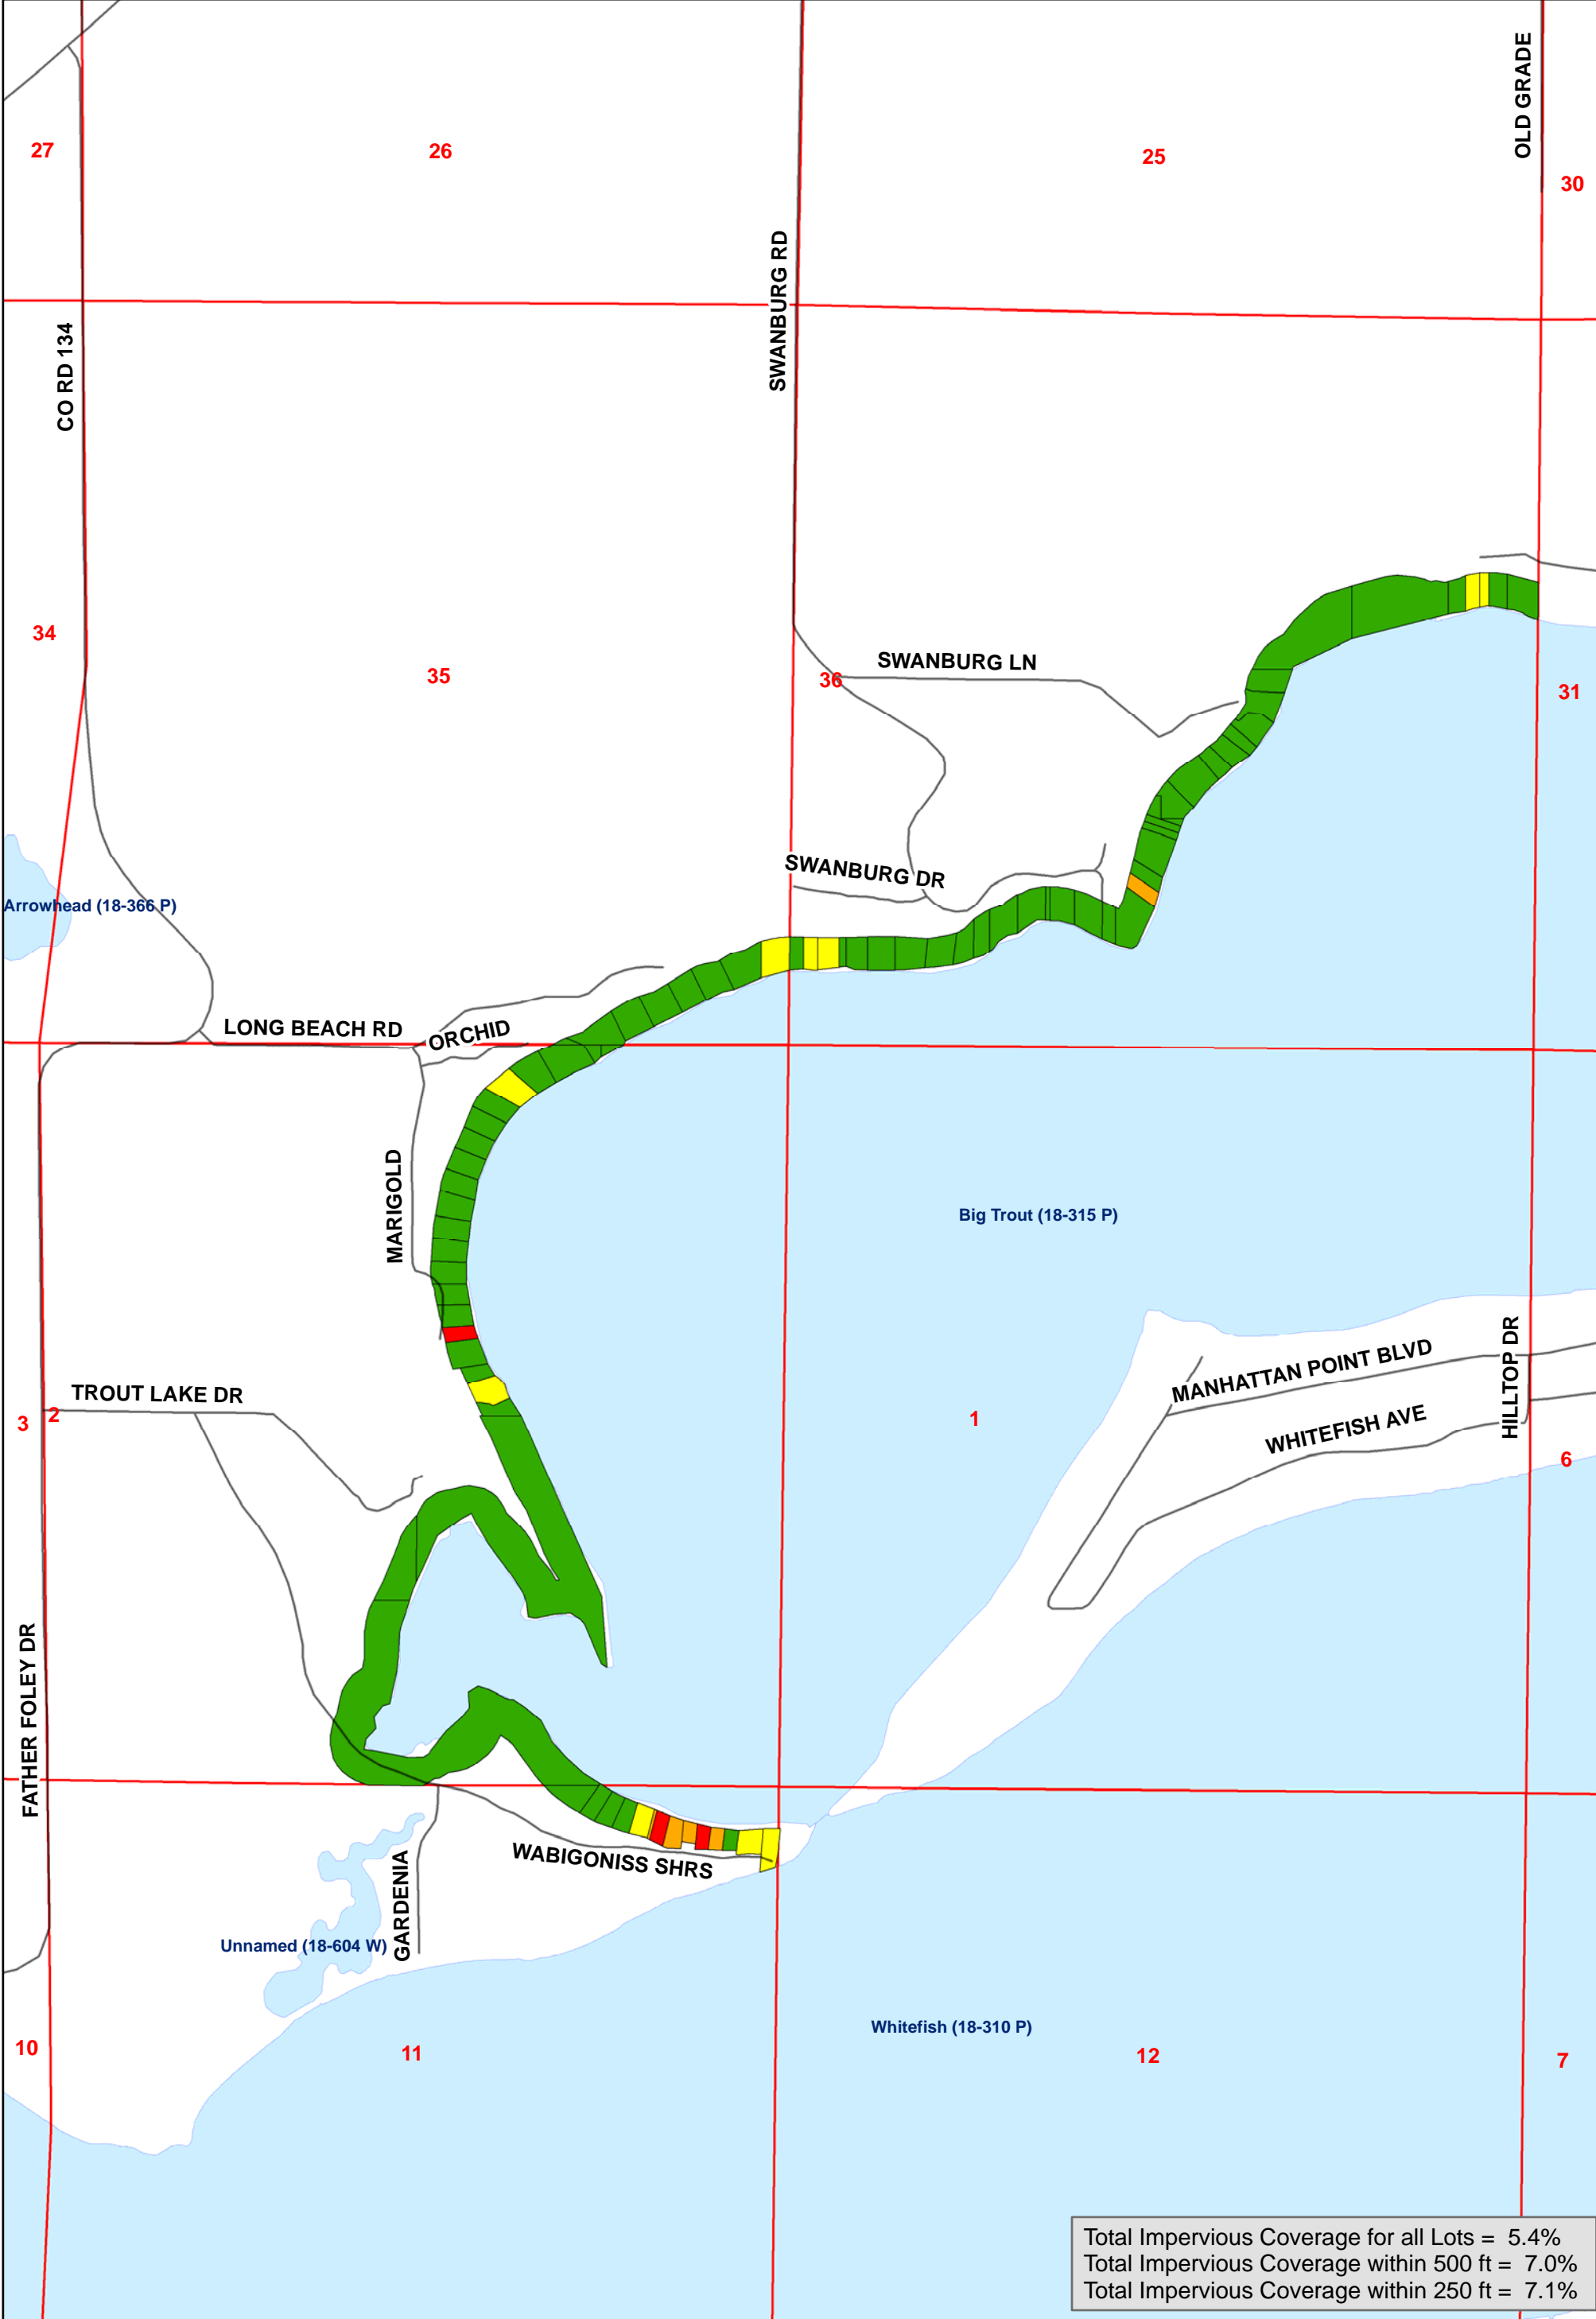 OLD GRADE
27
26
25
30
SWANBURG RD
CO RD 134
34
35
36
SWANBURG LN
31
SWANBURG DR
Arrowhead (18-366 P)
LONG BEACH RD
ORCHID
MARIGOLD
Big Trout (18-315 P)
MANHATTAN POINT BLVD
HILLTOP DR
TROUT LAKE DR
3
2
1
WHITEFISH AVE
6
FATHER FOLEY DR
WABIGONISS SHRS
GARDENIA
Unnamed (18-604 W)
Whitefish (18-310 P)
10
11
12
7
Total Impervious Coverage for all Lots = 5.4%
Total Impervious Coverage within 500 ft = 7.0%
Total Impervious Coverage within 250 ft = 7.1%